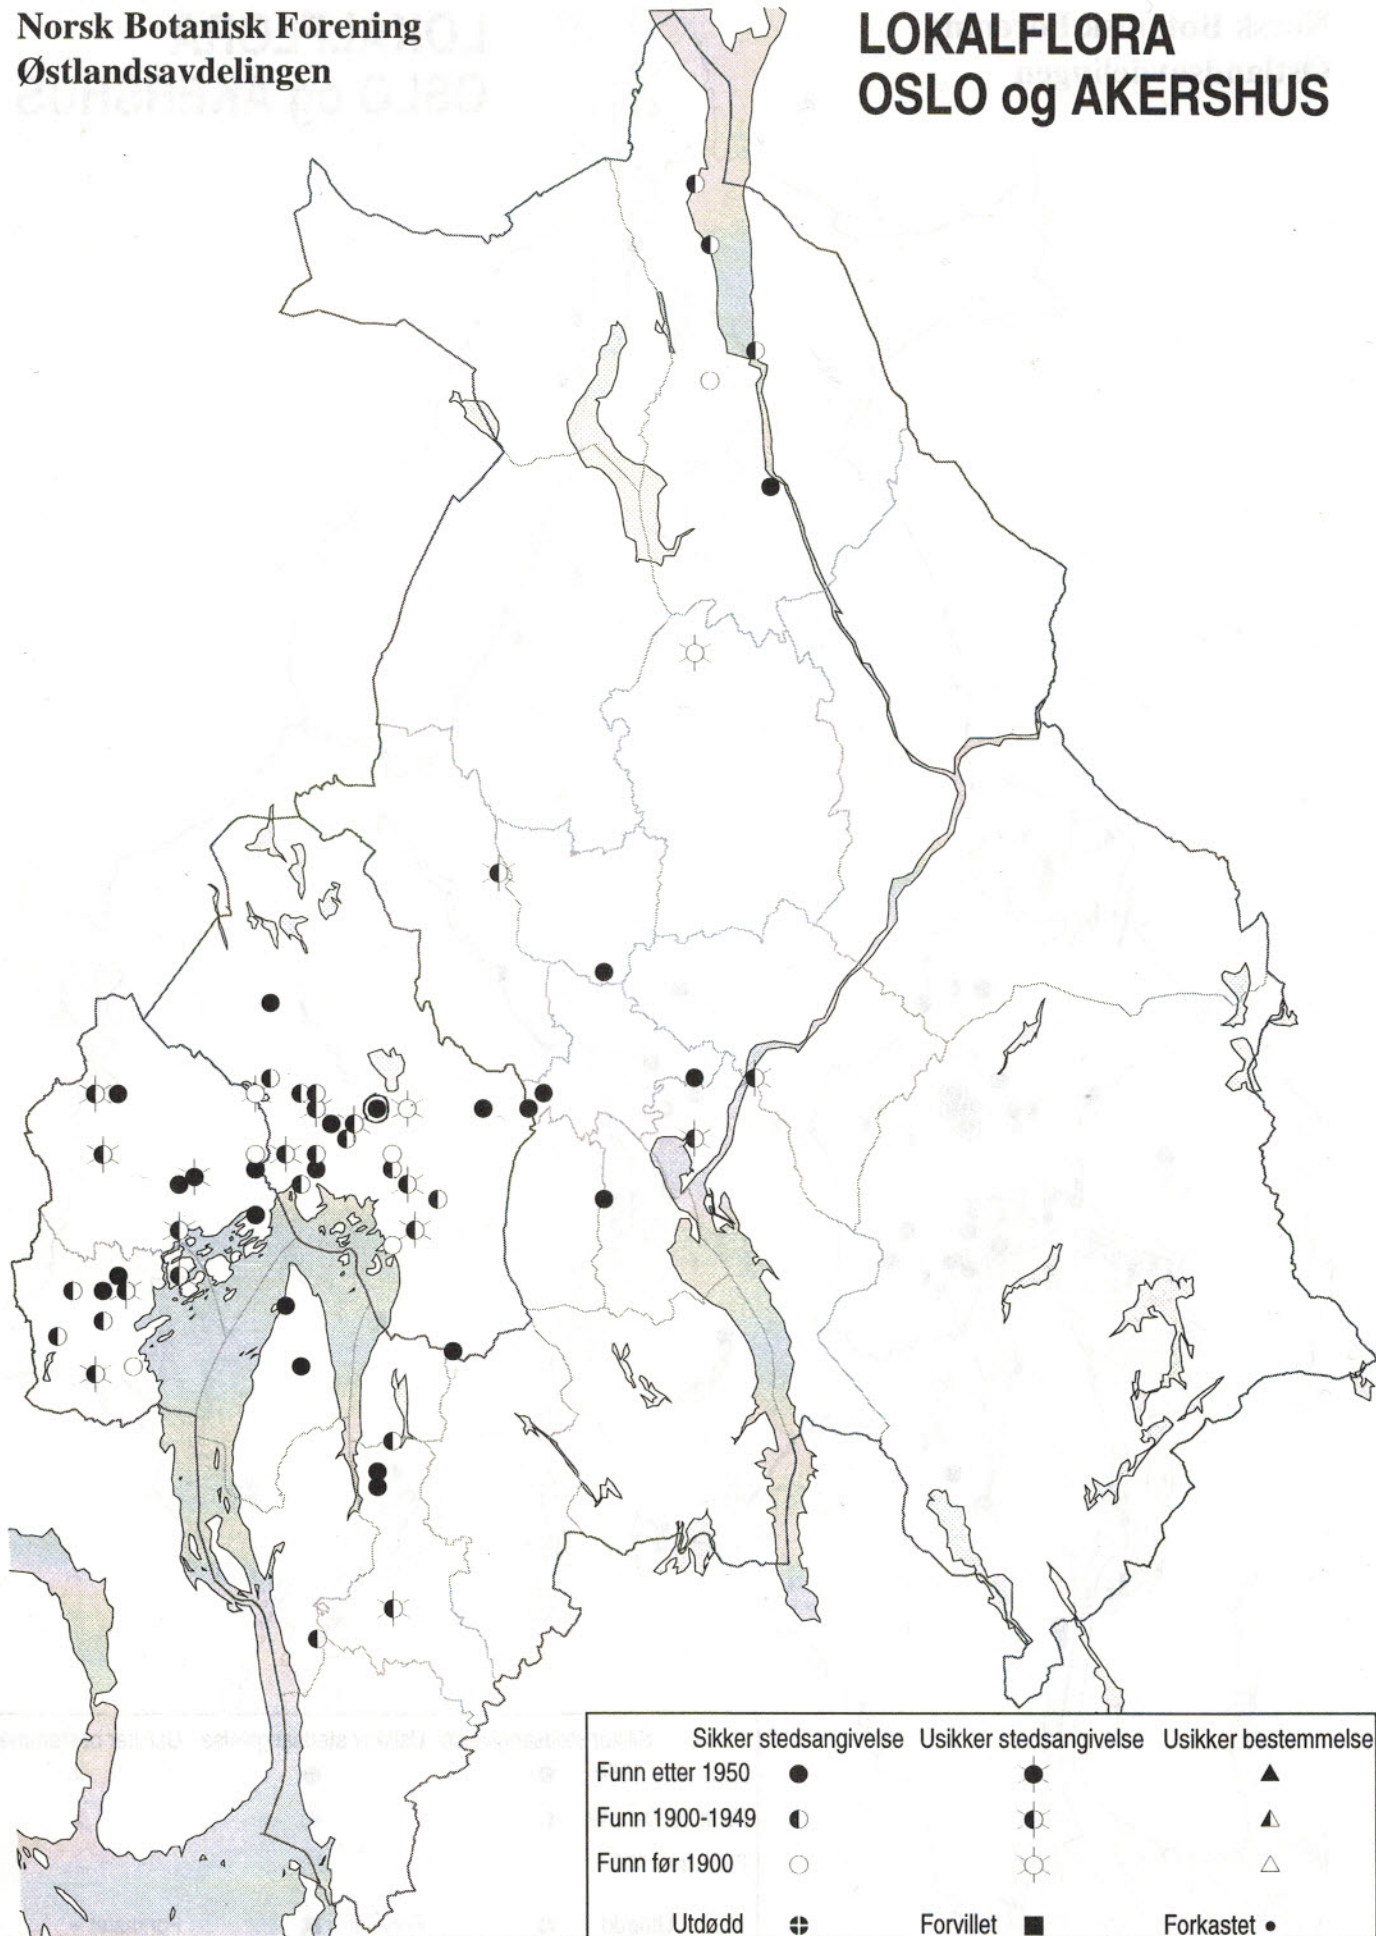 Norsk Botanisk Forening
Østlandsavdelingen
LOKALFLORA
OSLO og AKERSHUS
Sikker stedsangivelse Usikker stedsangivelse Usikker bestemmelse
Funn etter 1950
Funn 1900-1949
Funn før 1900
Utdødd Forvillet Forkastet